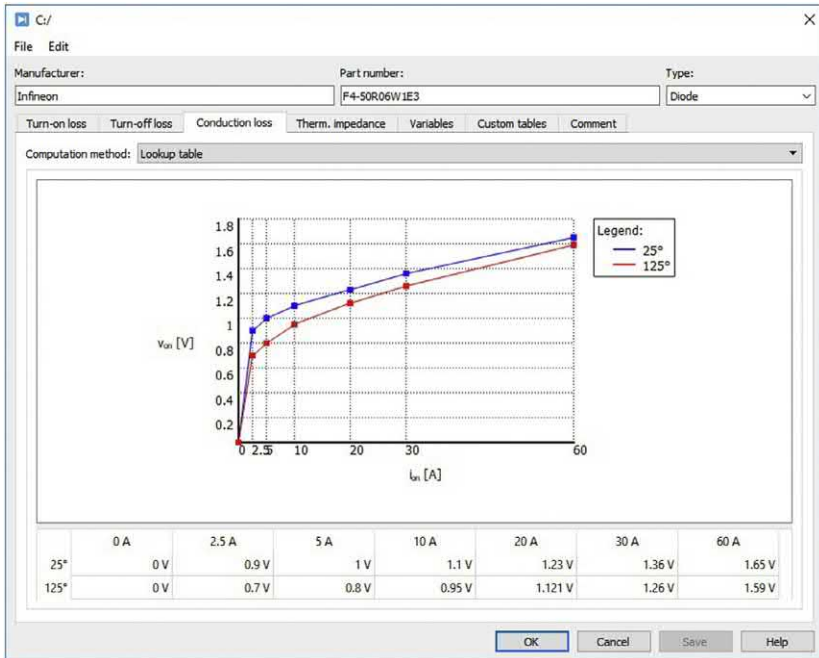 C:/
File Edit
Manufacturer: Part number: Type:
Infineon F4-50R06W1E3 Diode
Turn-on loss Turn-off loss Conduction loss Therm. impedance Variables Custom tables Comment
Computation method: Lookup table
1.8
1.6
1.4
1.2
1
0.8
0.6
0.4
0.2
von [V]
0 2.5 5 10 20 30 60
ion [A]
Legend:
25°
125°
0 A 2.5 A 5 A 10 A 20 A 30 A 60 A
25° 0 V 0.9 V 1 V 1.1 V 1.23 V 1.36 V 1.65 V
125° 0 V 0.7 V 0.8 V 0.95 V 1.121 V 1.26 V 1.59 V
OK Cancel Save Help